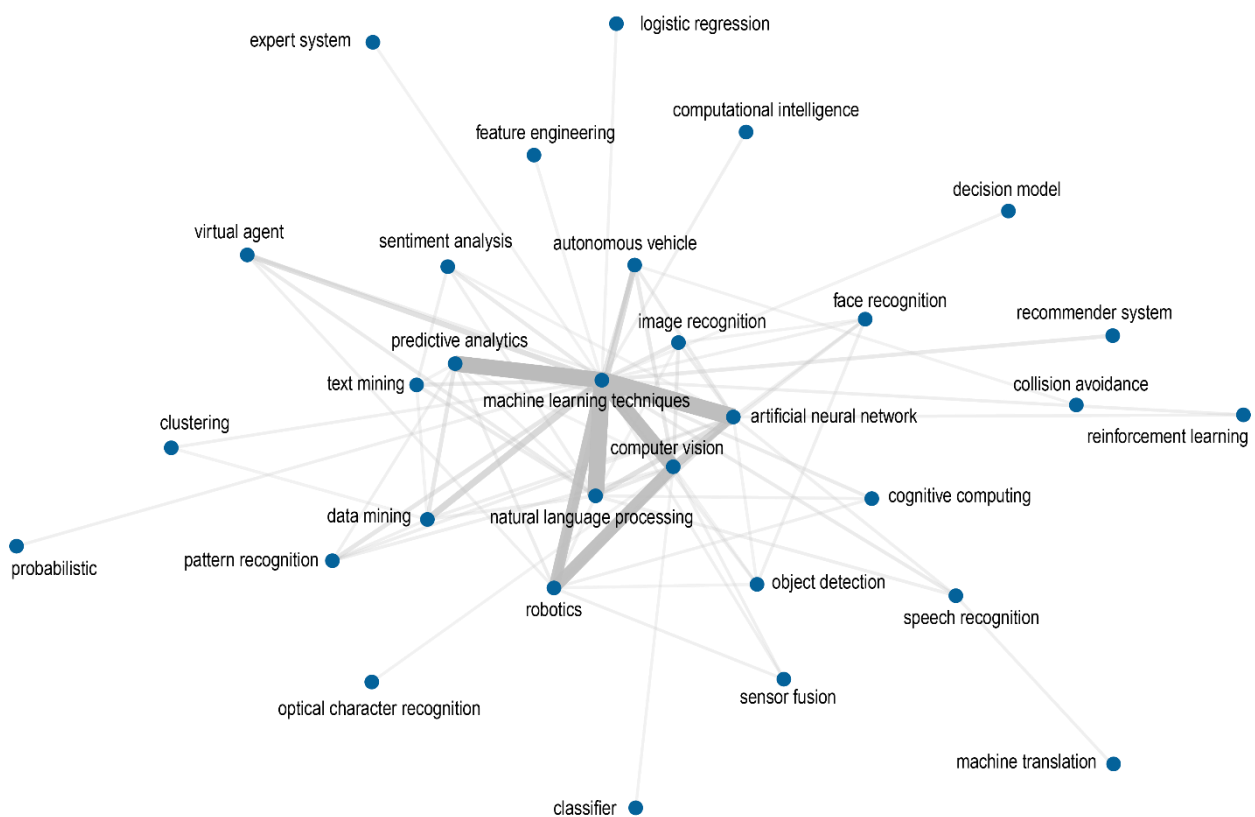 logistic regression
expert system
computational intelligence
feature engineering
decision model
virtual agent
sentiment analysis
autonomous vehicle
face recognition
recommender system
image recognition
predictive analytics
text mining
collision avoidance
machine learning techniques
artificial neural network
clustering
reinforcement learning
computer vision
cognitive computing
data mining
natural language processing
pattern recognition
probabilistic
object detection
robotics
speech recognition
sensor fusion
optical character recognition
machine translation
classifier